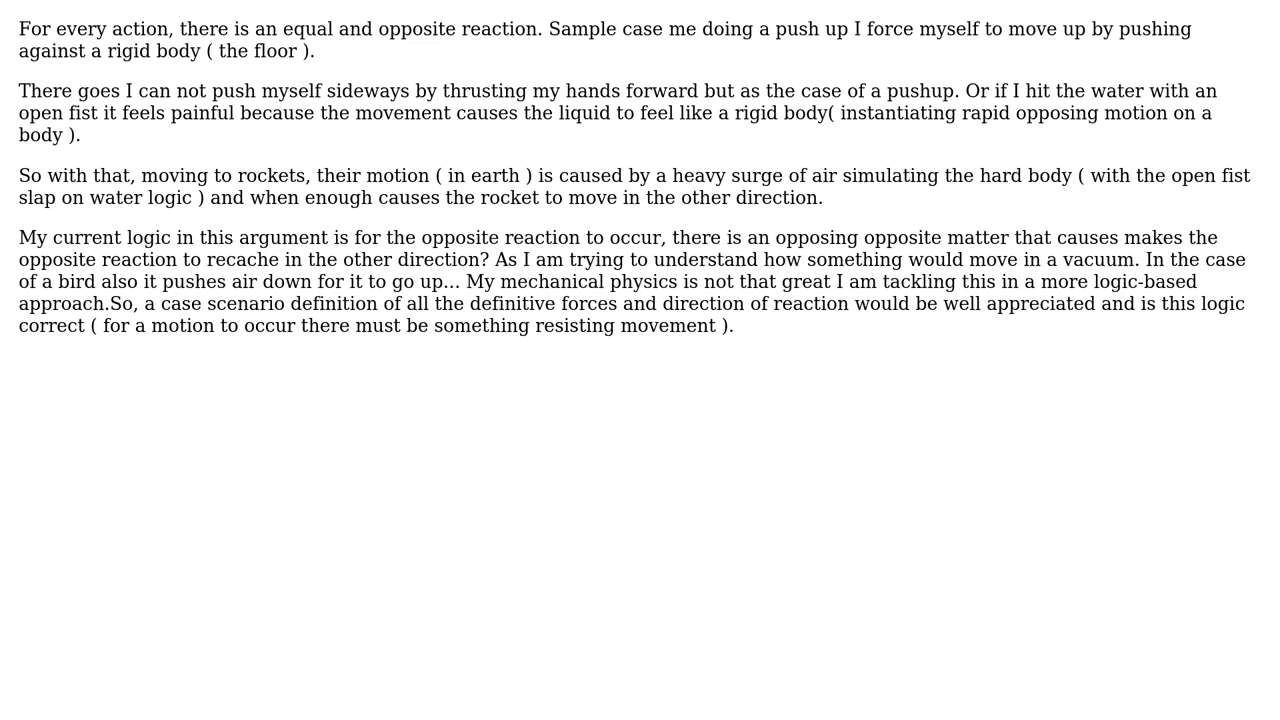 For every action, there is an equal and opposite reaction. Sample case me doing a push up I force myself to move up by pushing
against a rigid body ( the floor ).
There goes I can not push myself sideways by thrusting my hands forward but as the case of a pushup. Or if I hit the water with an
open fist it feels painful because the movement causes the liquid to feel like a rigid body( instantiating rapid opposing motion on a
body ).
So with that, moving to rockets, their motion ( in earth ) is caused by a heavy surge of air simulating the hard body ( with the open fist
slap on water logic ) and when enough causes the rocket to move in the other direction.
My current logic in this argument is for the opposite reaction to occur, there is an opposing opposite matter that causes makes the
opposite reaction to recache in the other direction? As I am trying to understand how something would move in a vacuum. In the case
of a bird also it pushes air down for it to go up... My mechanical physics is not that great I am tackling this in a more logic-based
approach.So, a case scenario definition of all the definitive forces and direction of reaction would be well appreciated and is this logic
correct ( for a motion to occur there must be something resisting movement ).